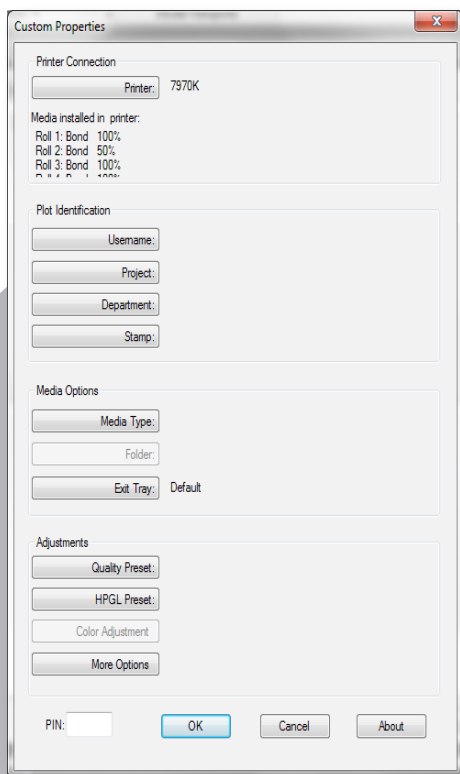 Custom Properties
Printer Connection
Printer: 7970K
Media installed in printer:
Roll 1: Bond 100%
Roll 2: Bond 50%
Roll 3: Bond 100%
Plot Identification
Username:
Project:
Department:
Stamp:
Media Options
Media Type:
Folder:
Exit Tray: Default
Adjustments
Quality Preset:
HPGL Preset:
Color Adjustment
More Options
PIN: OK Cancel About